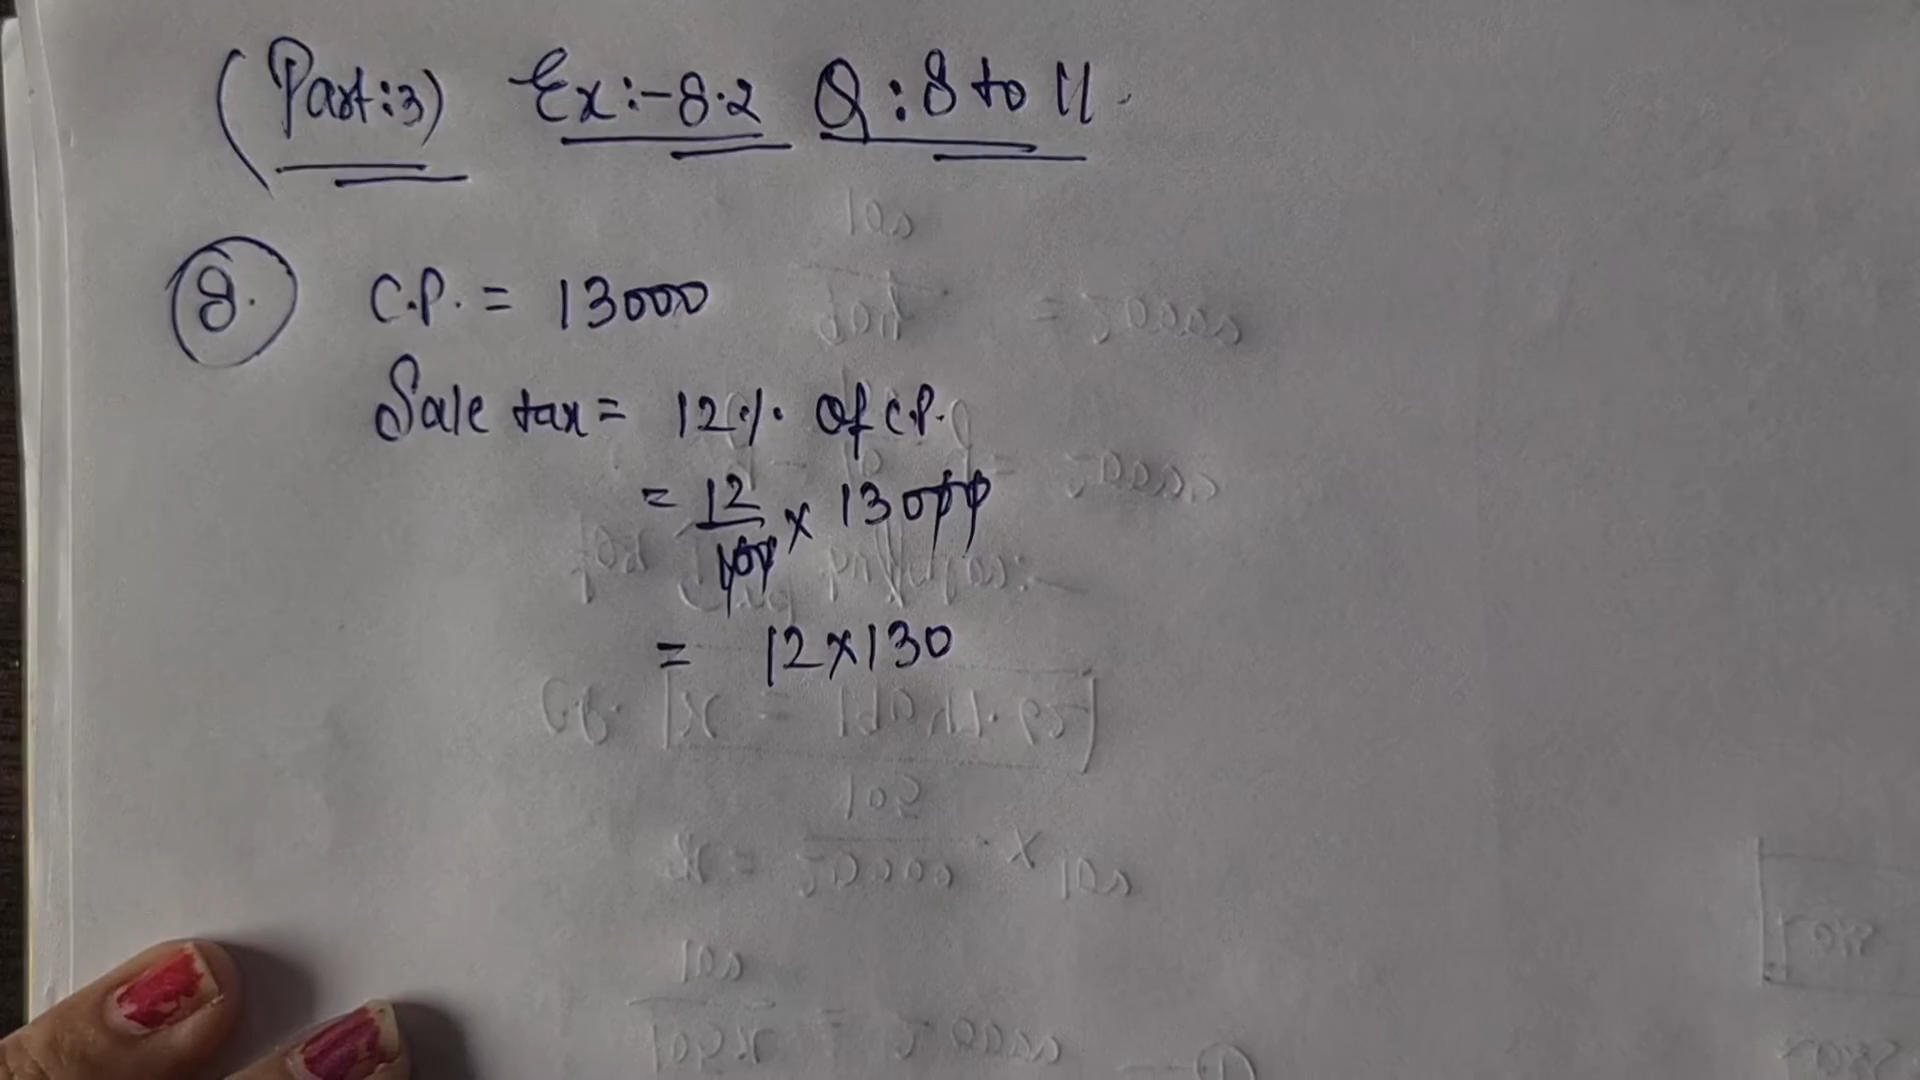 (Part:3) Ex:-8.2 Q:8 to 11.
8. C.P. = 13000
Sale tax = 12% of C.P.
= 12/100 x 13000
= 12x130